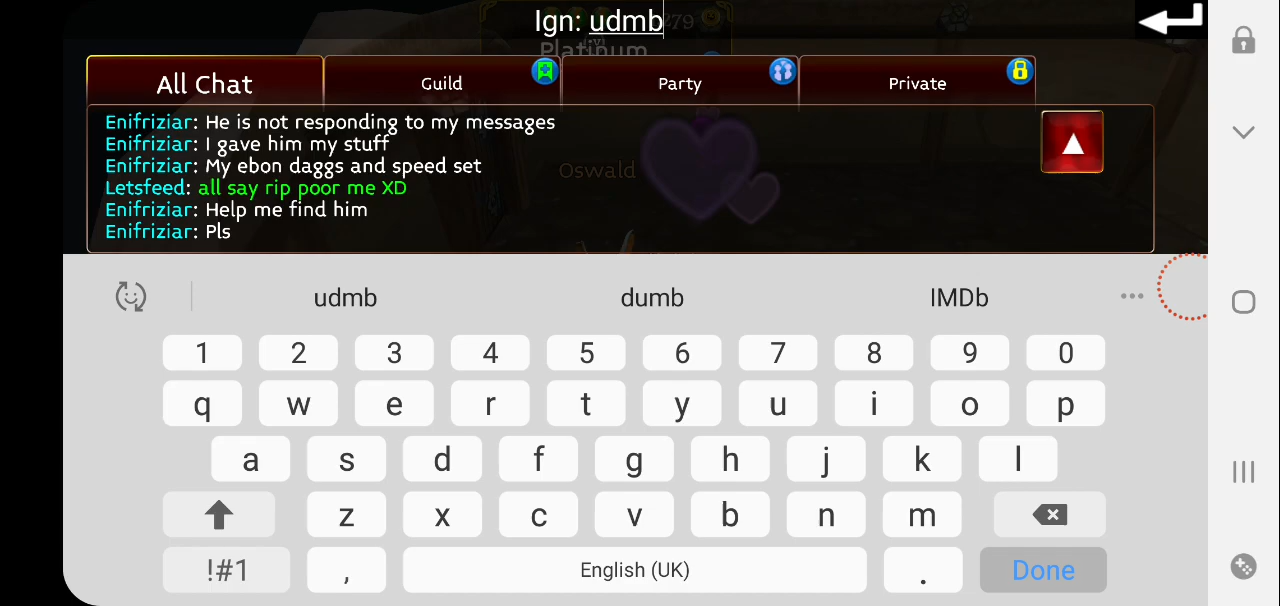 Ign: udmb
279
Platinum
All Chat
Guild
Party
Private
Enifriziar: He is not responding to my messages
Enifriziar: I gave him my stuff
Enifriziar: My ebon daggs and speed set
Oswald
Letsfeed: all say rip poor me XD
Enifriziar: Help me find him
Enifriziar: Pls
udmb dumb IMDb
1 2 3 4 5 6 7 8 9 0
q w e r t y u i o p
a s d f g h j k l
z x c v b n m
!#1 , English (UK) . Done